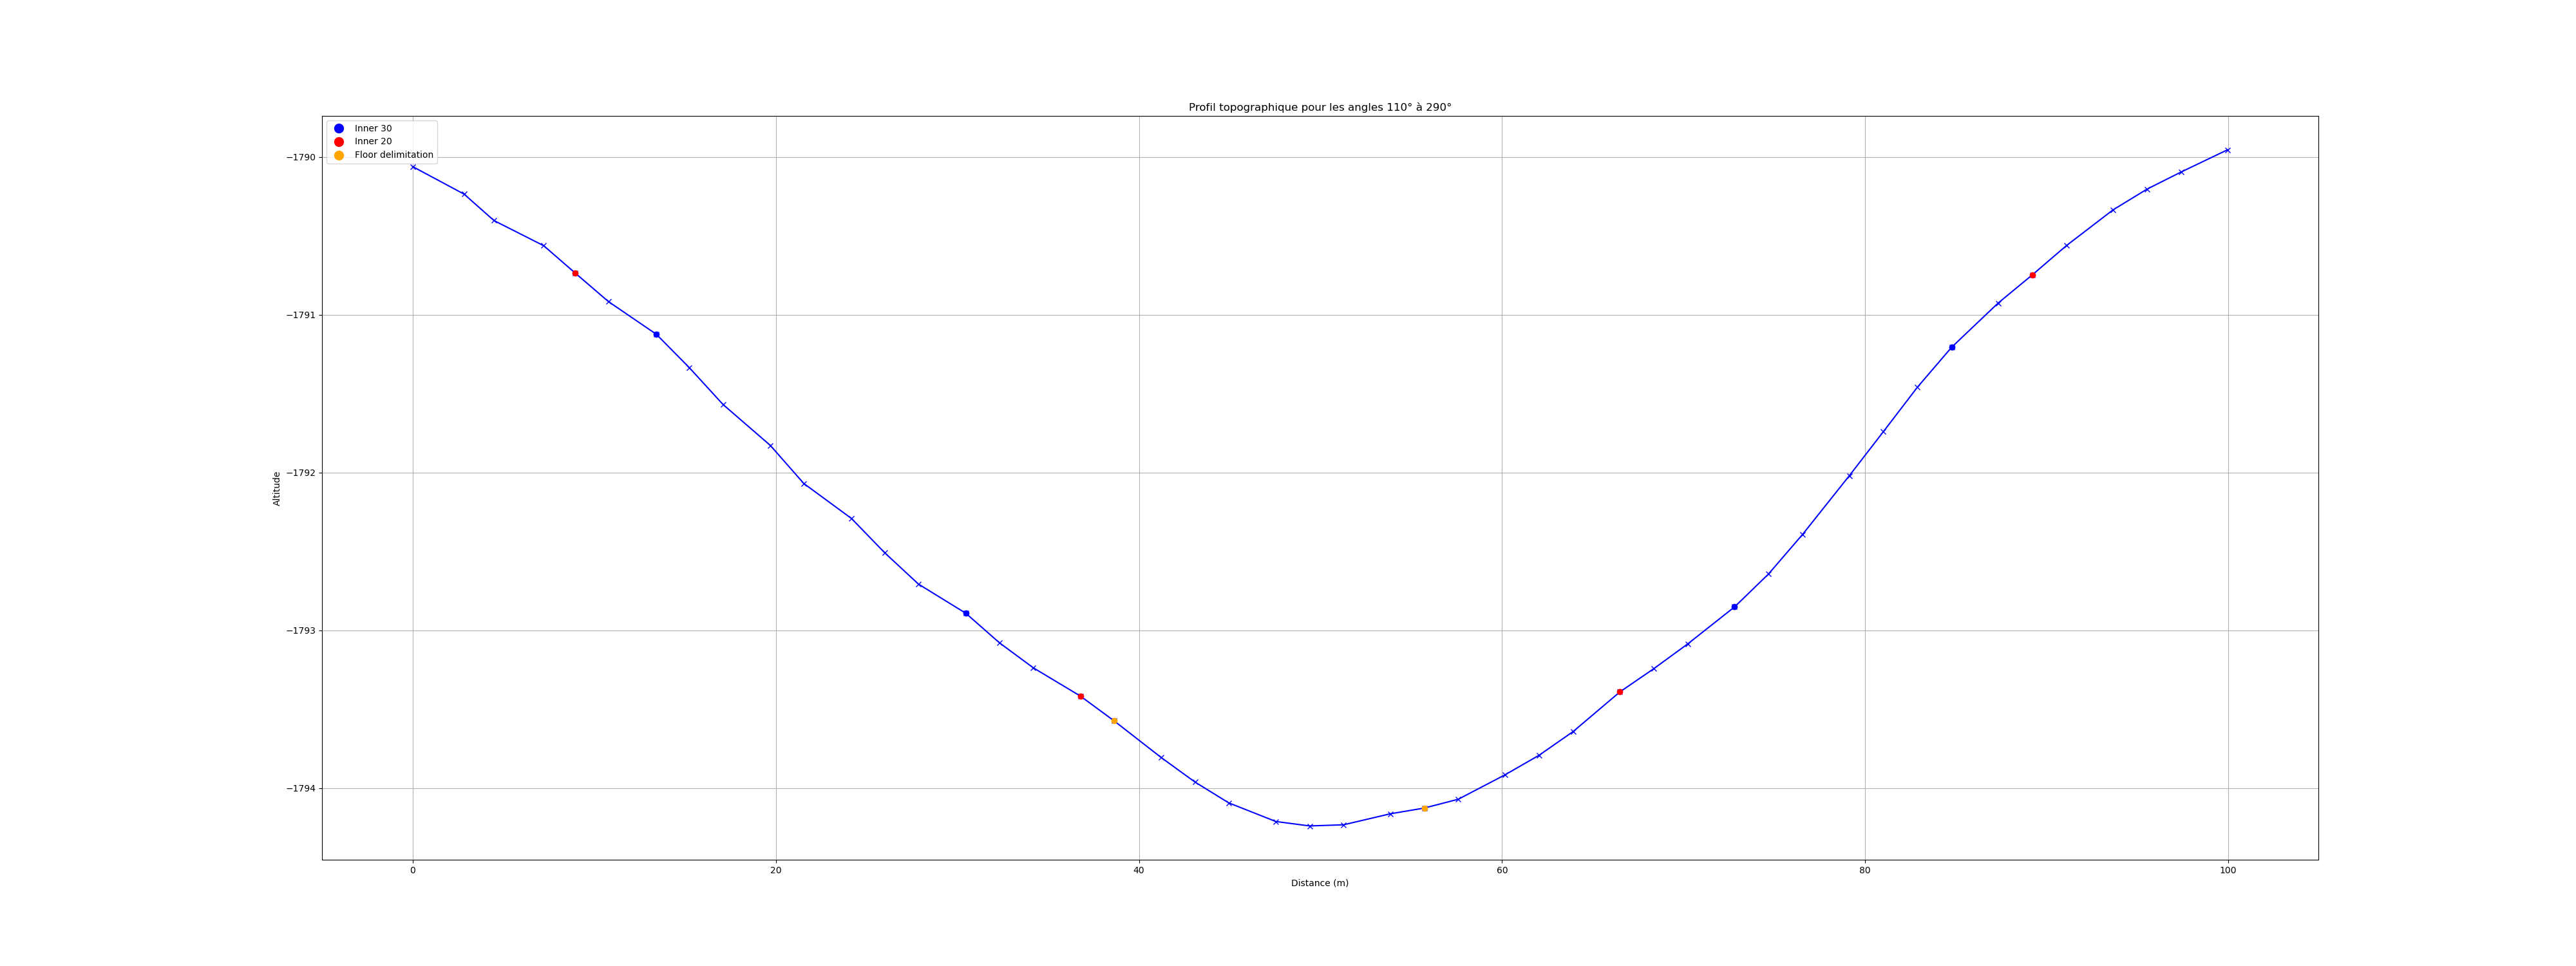 Profil topographique pour les angles 110° à 290°
Inner 30
Inner 20
Floor delimitation
−1790
−1791
−1792
−1793
−1794
Altitude
0
20
40
60
80
100
Distance (m)